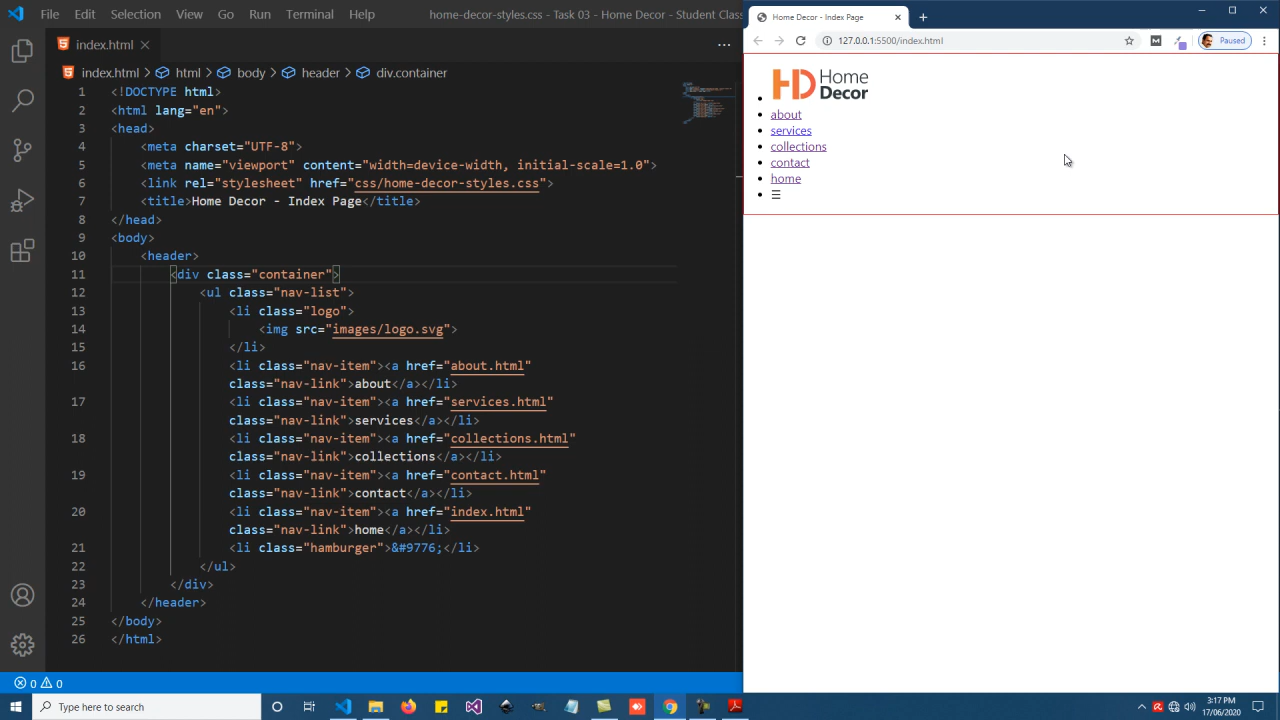 File Edit Selection View Go Run Terminal Help home-decor-styles.css - Task 03 - Home Decor - Student Class
index.html
index.html html body header div.container
1 <!DOCTYPE html>
2 <html lang="en">
3 <head>
4 <meta charset="UTF-8">
5 <meta name="viewport" content="width=device-width, initial-scale=1.0">
6 <link rel="stylesheet" href="css/home-decor-styles.css">
7 <title>Home Decor - Index Page</title>
8 </head>
9 <body>
10 <header>
11 <div class="container">
12 <ul class="nav-list">
13 <li class="logo">
14 <img src="images/logo.svg">
15 </li>
16 <li class="nav-item"><a href="about.html"
class="nav-link">about</a></li>
17 <li class="nav-item"><a href="services.html"
class="nav-link">services</a></li>
18 <li class="nav-item"><a href="collections.html"
class="nav-link">collections</a></li>
19 <li class="nav-item"><a href="contact.html"
class="nav-link">contact</a></li>
20 <li class="nav-item"><a href="index.html"
class="nav-link">home</a></li>
21 <li class="hamburger">&#9776;</li>
22 </ul>
23 </div>
24 </header>
25 </body>
26 </html>
0 0
Home Decor - Index Page
127.0.0.1:5500/index.html
M
Paused
HD Home
Decor
about
services
collections
contact
home
☰
Type here to search
3:17 PM
17/06/2020